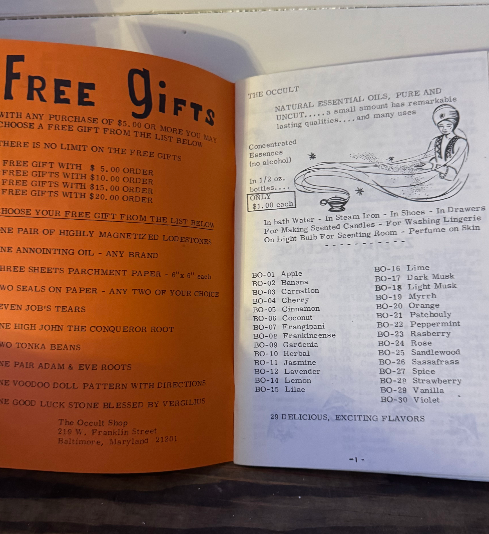 FREE GifTS
WITH ANY PURCHASE OF $5.00 OR MORE YOU MAY
CHOOSE A FREE GIFT FROM THE LIST BELOW
THERE IS NO LIMIT ON THE FREE GIFTS
FREE GIFT WITH $ 5.00 ORDER
FREE GIFTS WITH $10.00 ORDER
FREE GIFTS WITH $15.00 ORDER
FREE GIFTS WITH $20.00 ORDER
CHOOSE YOUR FREE GIFT FROM THE LIST BELOW
NE PAIR OF HIGHLY MAGNETIZED LODESTONES
NE ANNOINTING OIL - ANY BRAND
HREE SHEETS PARCHMENT PAPER - 6"x 6" each
WO SEALS ON PAPER - ANY TWO OF YOUR CHOICE
EVEN JOB'S TEARS
NE HIGH JOHN THE CONQUEROR ROOT
WO TONKA BEANS
NE PAIR ADAM & EVE ROOTS
NE VOODOO DOLL PATTERN WITH DIRECTIONS
NE GOOD LUCK STONE BLESSED BY VERGILIUS
The Occult Shop
219 W. Franklin Street
Baltimore, Maryland 21201
THE OCCULT
NATURAL ESSENTIAL OILS, PURE AND
UNCUT.....a small amount has remarkable
lasting qualities....and many uses
Concentrated
Essences
(no alcohol)
In 1/2 oz.
bottles....
ONLY
$1.00 each
In bath Water - In Steam Iron - In Shoes - In Drawers
For Making Scented Candles - For Washing Lingerie
On Light Bulb For Scenting Room - Perfume on Skin
BO-01 Apple
BO-02 Banana
BO-03 Carnation
BO-04 Cherry
BO-05 Cinnamon
BO-06 Coconut
BO-07 Frangipani
BO-08 Frankincense
BO-09 Gardenia
BO-10 Herbal
BO-11 Jasmine
BO-12 Lavender
BO-14 Lemon
BO-15 Lilac
BO-16 Lime
BO-17 Dark Musk
BO-18 Light Musk
BO-19 Myrrh
BO-20 Orange
BO-21 Patchouly
BO-22 Peppermint
BO-23 Rasberry
BO-24 Rose
BO-25 Sandlewood
BO-26 Sassafrass
BO-27 Spice
BO-28 Strawberry
BO-29 Vanilla
BO-30 Violet
29 DELICIOUS, EXCITING FLAVORS
-1-